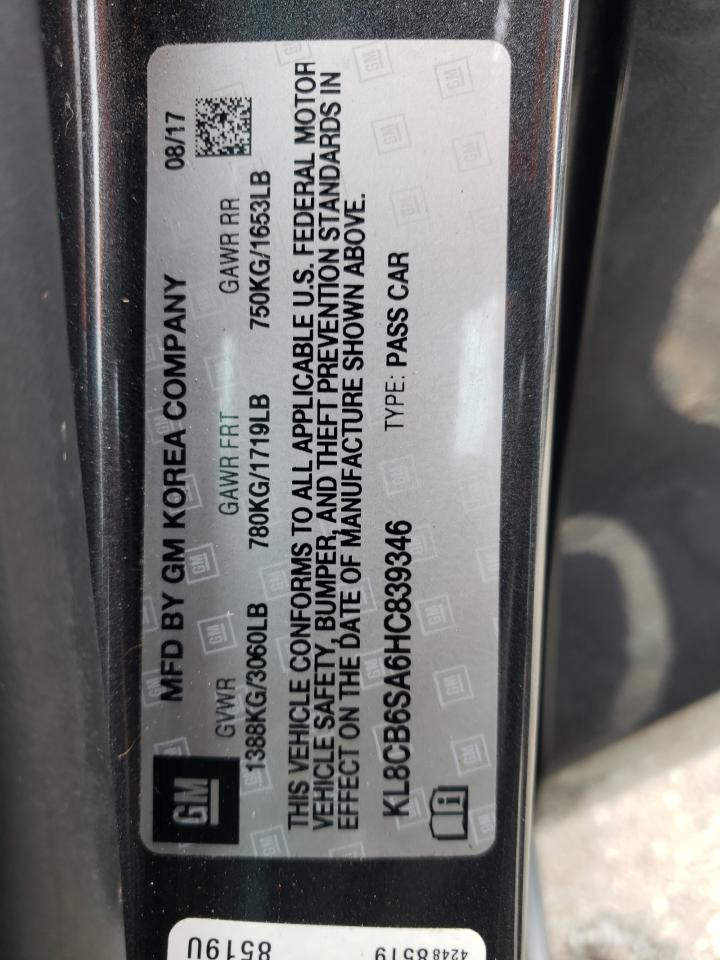 MFD BY GM KOREA COMPANY 08/17
GM
GVWR GAWR FRT GAWR RR
1388KG/3060LB 780KG/1719LB 750KG/1653LB
THIS VEHICLE CONFORMS TO ALL APPLICABLE U.S. FEDERAL MOTOR
VEHICLE SAFETY, BUMPER, AND THEFT PREVENTION STANDARDS IN
EFFECT ON THE DATE OF MANUFACTURE SHOWN ABOVE.
KL8CB6SA6HC839346 TYPE: PASS CAR
42488519
8519U